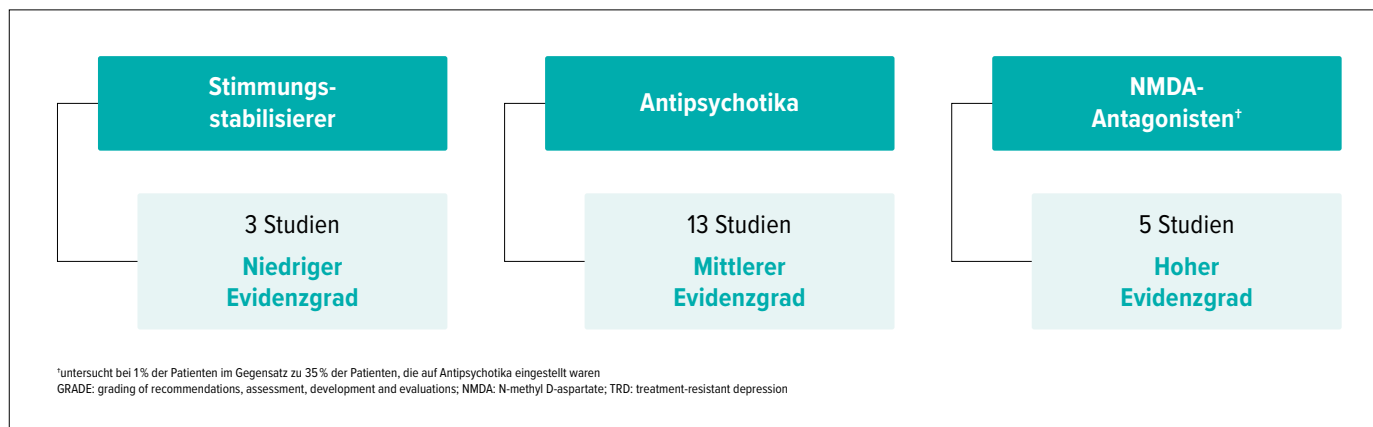 Stimmungs-
stabilisierer
3 Studien
Niedriger
Evidenzgrad
Antipsychotika
13 Studien
Mittlerer
Evidenzgrad
NMDA-
Antagonisten†
5 Studien
Hoher
Evidenzgrad
†untersucht bei 1 % der Patienten im Gegensatz zu 35 % der Patienten, die auf Antipsychotika eingestellt waren
GRADE: grading of recommendations, assessment, development and evaluations; NMDA: N-methyl D-aspartate; TRD: treatment-resistant depression